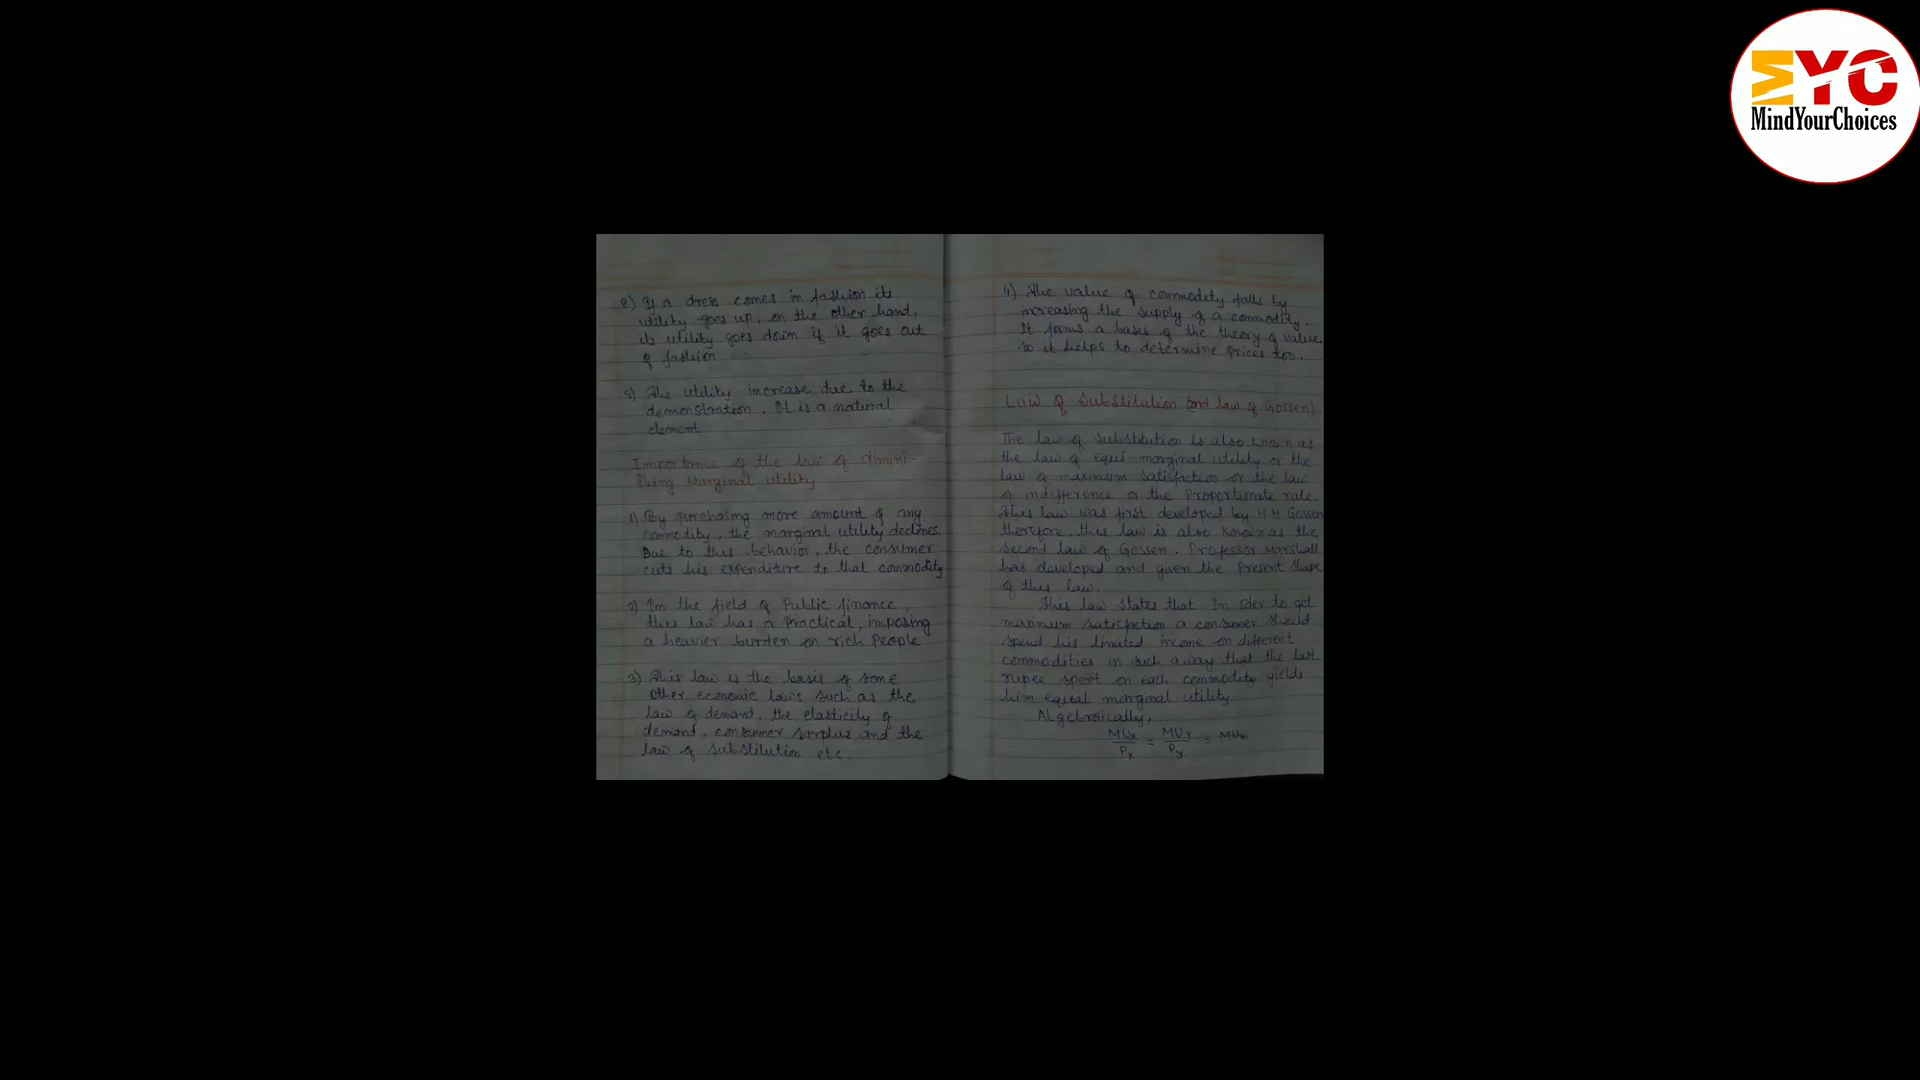 MYC
MindYourChoices
8) If a dress comes in fashion its
utility goes up, on the other hand,
its utility goes down if it goes out
of fashion
9) The utility increase due to the
demonstration. It is a natural
element
Importance of the law of dimini-
shing Marginal utility
1) By purchasing more amount of any
commodity, the marginal utility declines.
Due to this behavior, the consumer
cuts his expenditure to that commodity
2) In the field of Public finance,
this law has a Practical, imposing
a heavier burden on rich People
3) This law is the basis of some
other economic laws such as the
law of demand, the elasticity of
demand, consumer surplus and the
law of substitution etc
4) The value of commodity falls by
increasing the supply of a commodity.
It forms a basis of the theory of value
so it helps to determine Prices too.
Law of Substitution (2nd law of Gossen)
The law of substitution is also known as
the law of equi-marginal utility or the
law of maximum satisfaction or the law
of indifference or the Proportionate rule.
This law was first developed by H H Gossen
therefore, this law is also known as the
second law of Gossen. Professor Marshall
has developed and given the Present shape
of this law.
This law states that In oder to get
maximum satisfaction a consumer should
spend his limited income on different
commodities in such a way that the last
rupee spent on each commodity yields
him equal marginal utility
Algebraically,
MUx/Px = MUy/Py = MUm